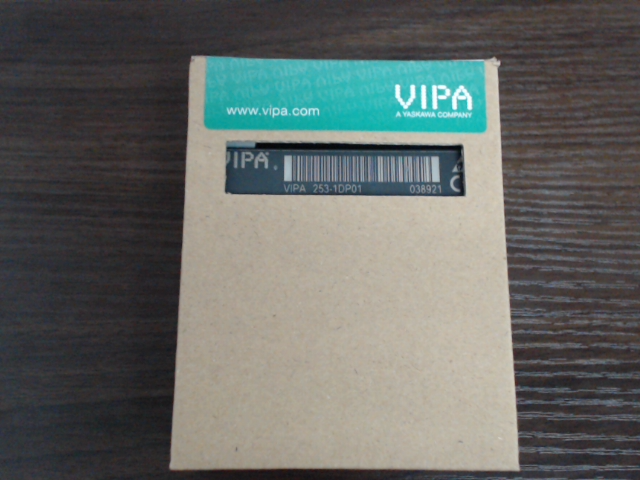 VIPA
www.vipa.com
A YASKAWA COMPANY
VIPA
VIPA 253-1DP01 038921